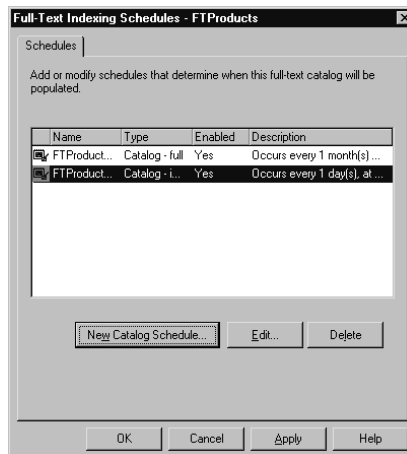 Full-Text Indexing Schedules - FTProducts
Schedules
Add or modify schedules that determine when this full-text catalog will be
populated.
Name Type Enabled Description
FTProduct... Catalog - full Yes Occurs every 1 month(s) ...
FTProduct... Catalog - i... Yes Occurs every 1 day(s), at ...
New Catalog Schedule... Edit... Delete
OK Cancel Apply Help